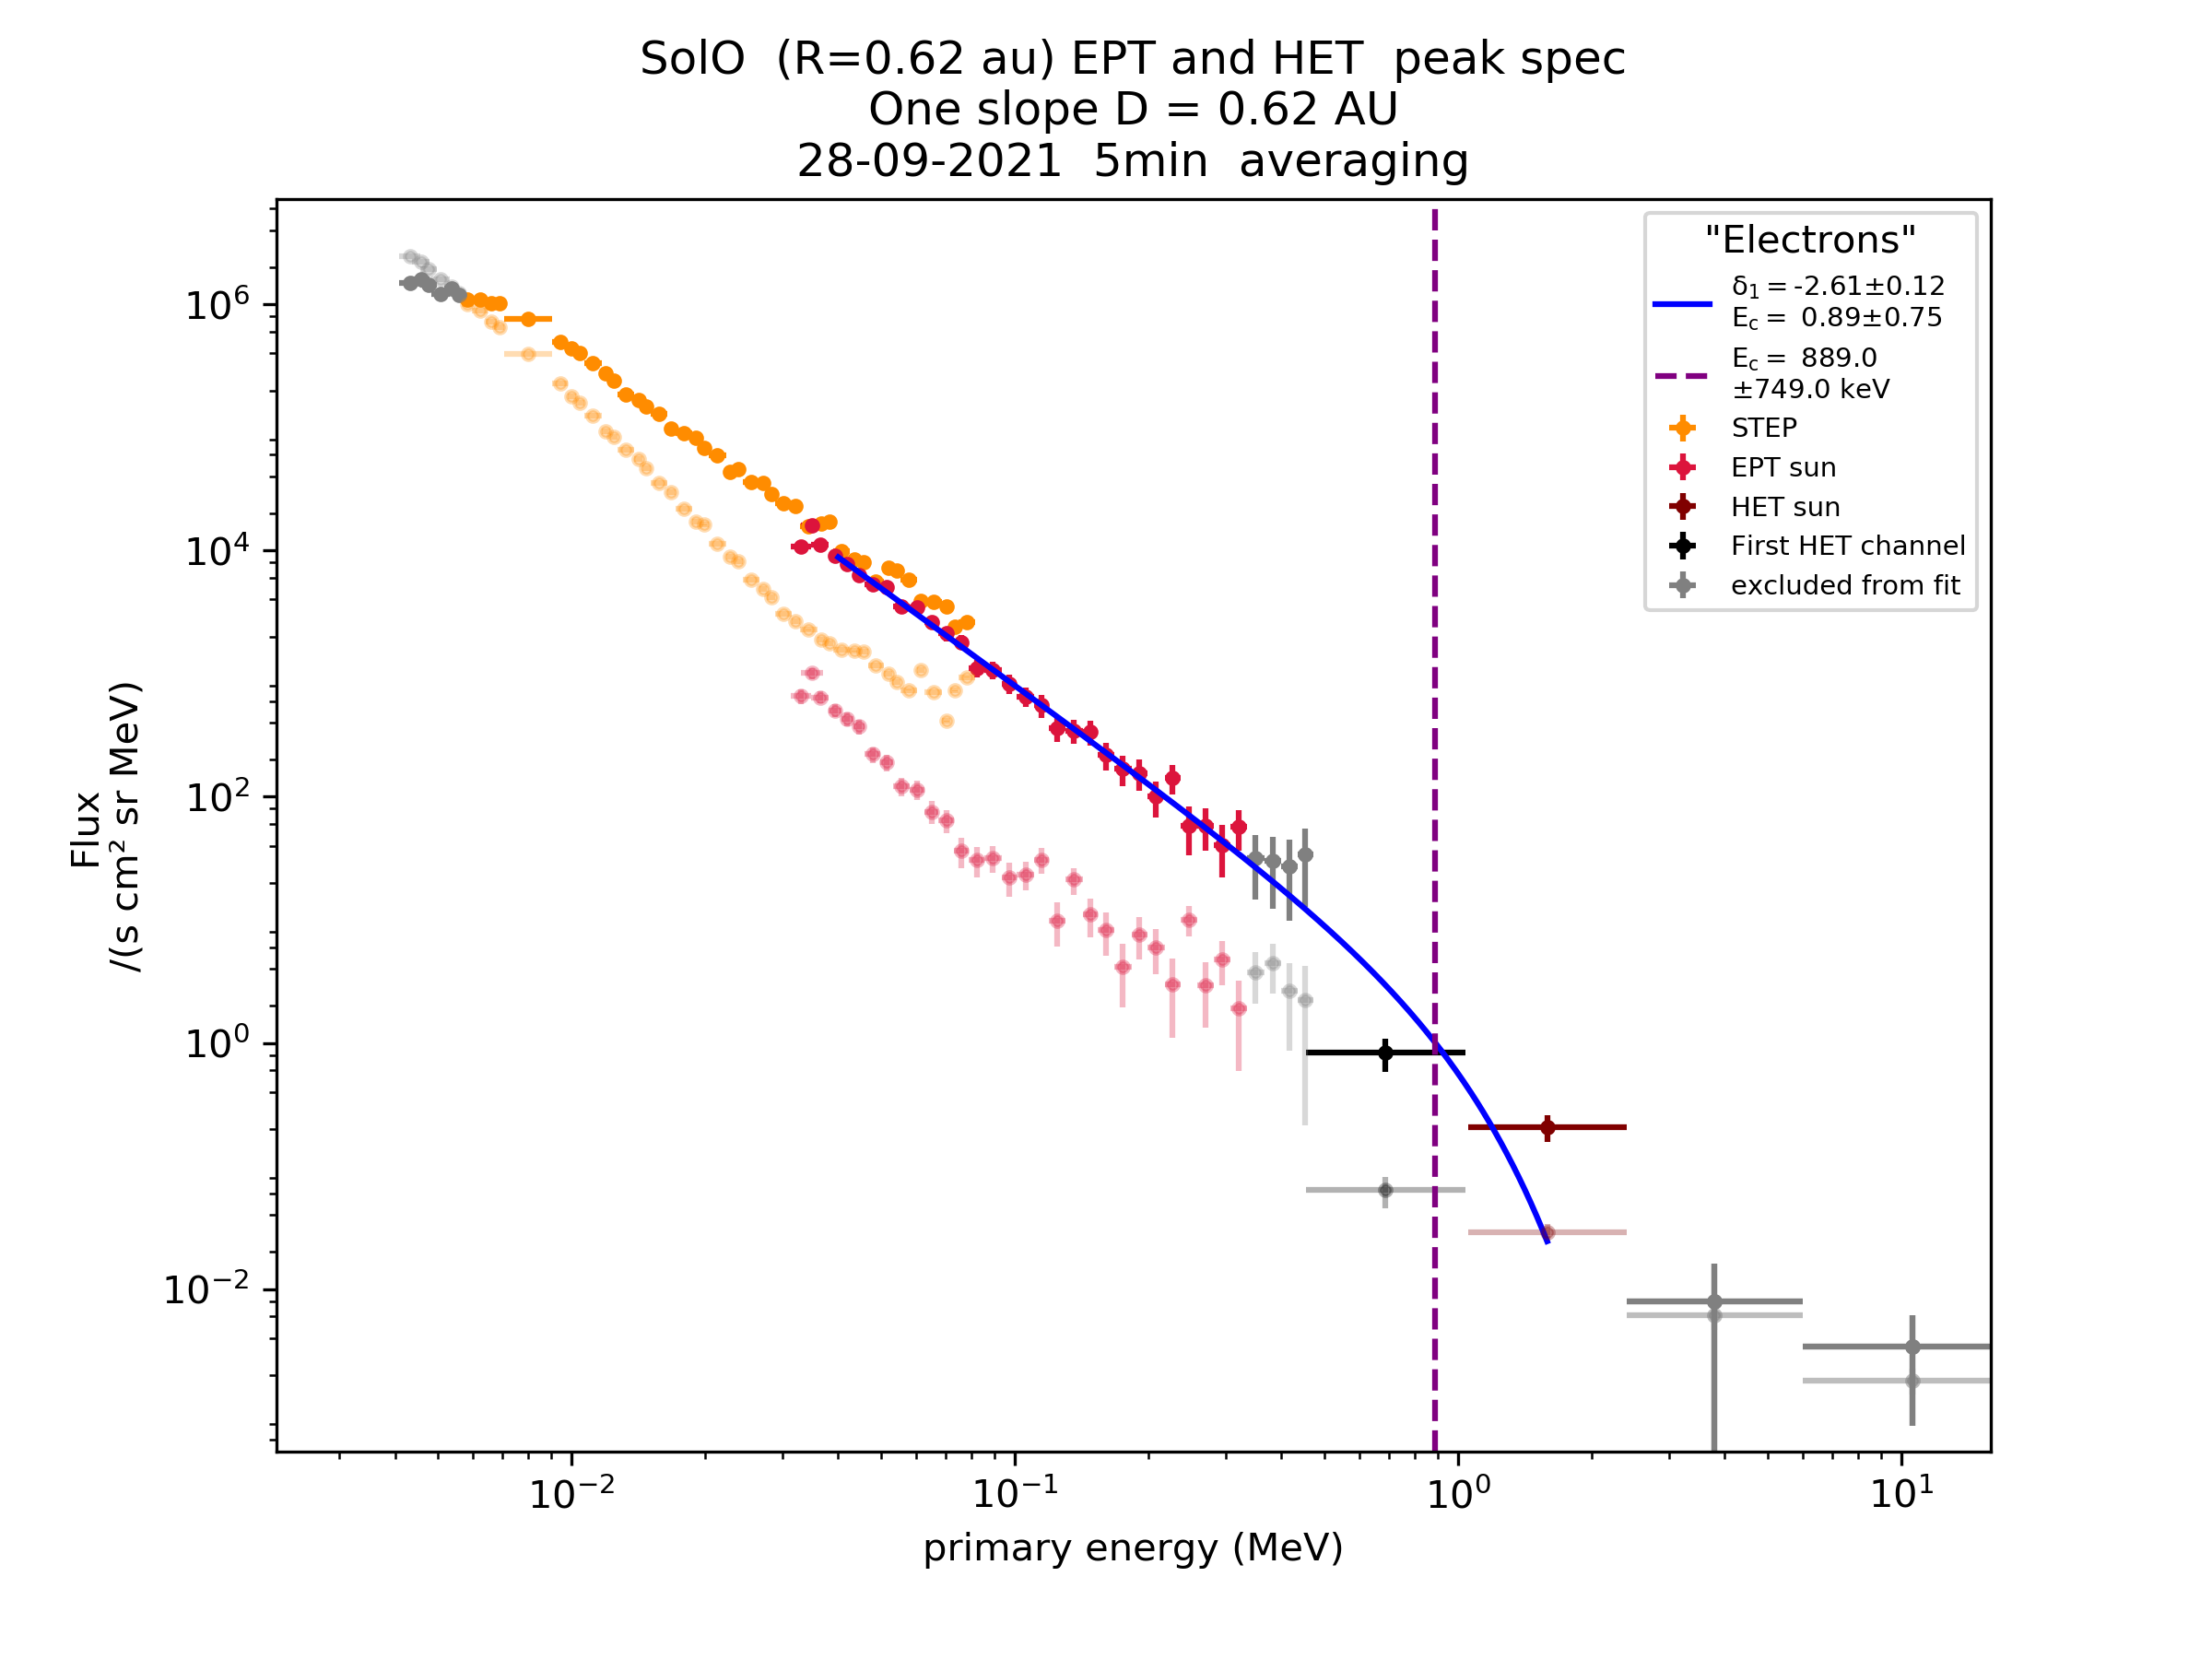 SolO  (R=0.62 au) EPT and HET  peak spec
One slope D = 0.62 AU
28-09-2021  5min  averaging
"Electrons"
δ₁ = -2.61±0.12
E_c = 0.89±0.75
E_c = 889.0
±749.0 keV
STEP
EPT sun
HET sun
First HET channel
excluded from fit
Flux
/(s cm² sr MeV)
10⁶
10⁴
10²
10⁰
10⁻²
10⁻²
10⁻¹
10⁰
10¹
primary energy (MeV)